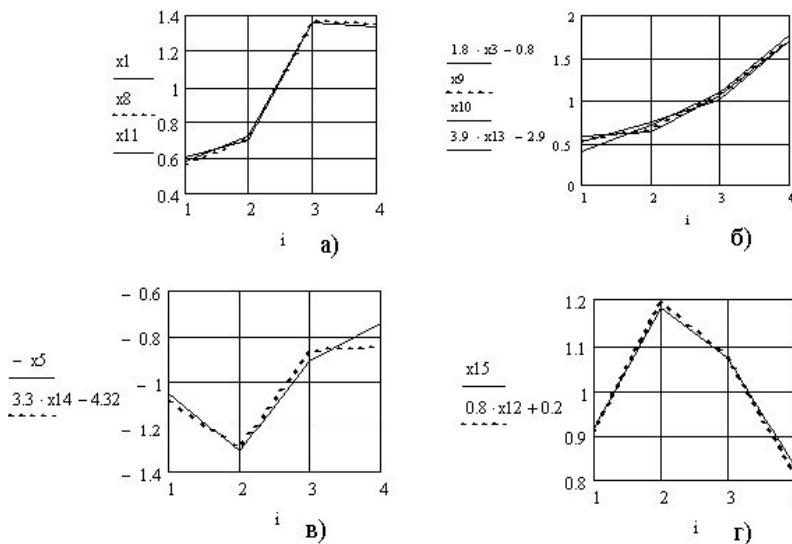 x1
x8
x11
1.4
1.2
1
0.8
0.6
0.4
1 2 3 4
i
а)
1.8 · x3 − 0.8
x9
x10
3.9 · x13 − 2.9
2
1.5
1
0.5
0
1 2 3 4
i
б)
− x5
3.3 · x14 − 4.32
− 0.6
− 0.8
− 1
− 1.2
− 1.4
1 2 3 4
i
в)
x15
0.8 · x12 + 0.2
1.2
1.1
1
0.9
0.8
1 2 3
i
г)